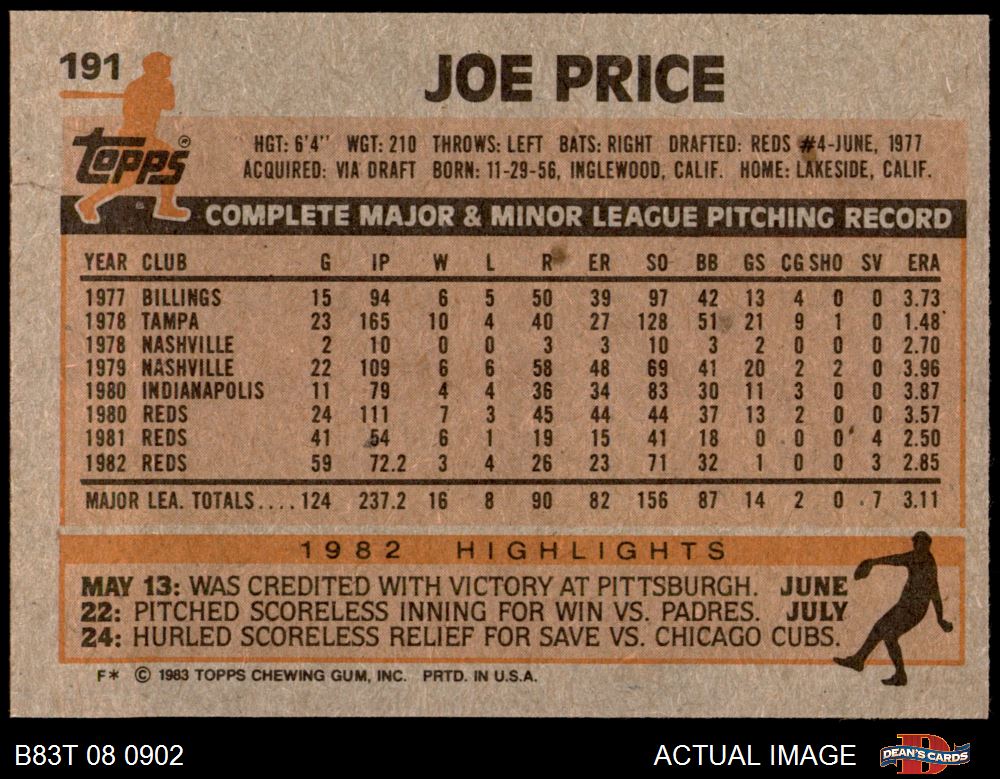 191
JOE PRICE
Topps®
HGT: 6'4'' WGT: 210 THROWS: LEFT BATS: RIGHT DRAFTED: REDS #4-JUNE, 1977
ACQUIRED: VIA DRAFT BORN: 11-29-56, INGLEWOOD, CALIF. HOME: LAKESIDE, CALIF.
COMPLETE MAJOR & MINOR LEAGUE PITCHING RECORD
YEAR CLUB G IP W L R ER SO BB GS CG SHO SV ERA
1977 BILLINGS 15 94 6 5 50 39 97 42 13 4 0 0 3.73
1978 TAMPA 23 165 10 4 40 27 128 51 21 9 1 0 1.48
1978 NASHVILLE 2 10 0 0 3 3 10 3 2 0 0 0 2.70
1979 NASHVILLE 22 109 6 6 58 48 69 41 20 2 2 0 3.96
1980 INDIANAPOLIS 11 79 4 4 36 34 83 30 11 3 0 0 3.87
1980 REDS 24 111 7 3 45 44 44 37 13 2 0 0 3.57
1981 REDS 41 54 6 1 19 15 41 18 0 0 0 4 2.50
1982 REDS 59 72.2 3 4 26 23 71 32 1 0 0 3 2.85
MAJOR LEA. TOTALS.... 124 237.2 16 8 90 82 156 87 14 2 0 7 3.11
1982 HIGHLIGHTS
MAY 13: WAS CREDITED WITH VICTORY AT PITTSBURGH. JUNE
22: PITCHED SCORELESS INNING FOR WIN VS. PADRES. JULY
24: HURLED SCORELESS RELIEF FOR SAVE VS. CHICAGO CUBS.
F* © 1983 TOPPS CHEWING GUM, INC. PRTD. IN U.S.A.
B83T 08 0902
ACTUAL IMAGE
D
DEAN'S CARDS